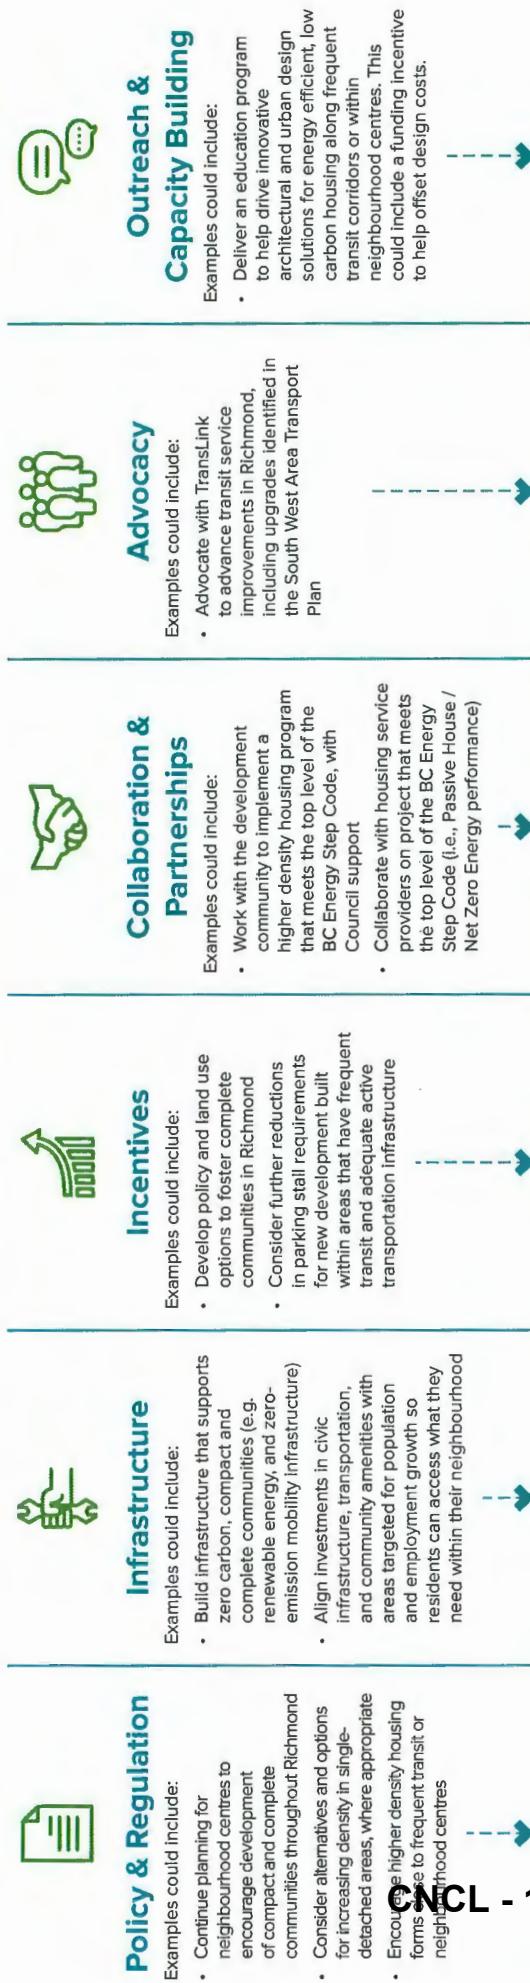 Policy & Regulation
Examples could include:
• Continue planning for
neighbourhood centres to
encourage development
of compact and complete
communities throughout Richmond
• Consider alternatives and options
for increasing density in single-
detached areas, where appropriate
• Encourage higher density housing
forms close to frequent transit or
neighbourhood centres
Infrastructure
Examples could include:
• Build infrastructure that supports
zero carbon, compact and
complete communities (e.g.
renewable energy, and zero-
emission mobility infrastructure)
• Align investments in civic
infrastructure, transportation,
and community amenities with
areas targeted for population
and employment growth so
residents can access what they
need within their neighbourhood
Incentives
Examples could include:
• Develop policy and land use
options to foster complete
communities in Richmond
• Consider further reductions
in parking stall requirements
for new development built
within areas that have frequent
transit and adequate active
transportation infrastructure
Collaboration &
Partnerships
Examples could include:
• Work with the development
community to implement a
higher density housing program
that meets the top level of the
BC Energy Step Code, with
Council support
• Collaborate with housing service
providers on project that meets
the top level of the BC Energy
Step Code (i.e., Passive House /
Net Zero Energy performance)
Advocacy
Examples could include:
• Advocate with TransLink
to advance transit service
improvements in Richmond,
including upgrades identified in
the South West Area Transport
Plan
Outreach &
Capacity Building
Examples could include:
• Deliver an education program
to help drive innovative
architectural and urban design
solutions for energy efficient, low
carbon housing along frequent
transit corridors or within
neighbourhood centres. This
could include a funding incentive
to help offset design costs.
CNCL - 1